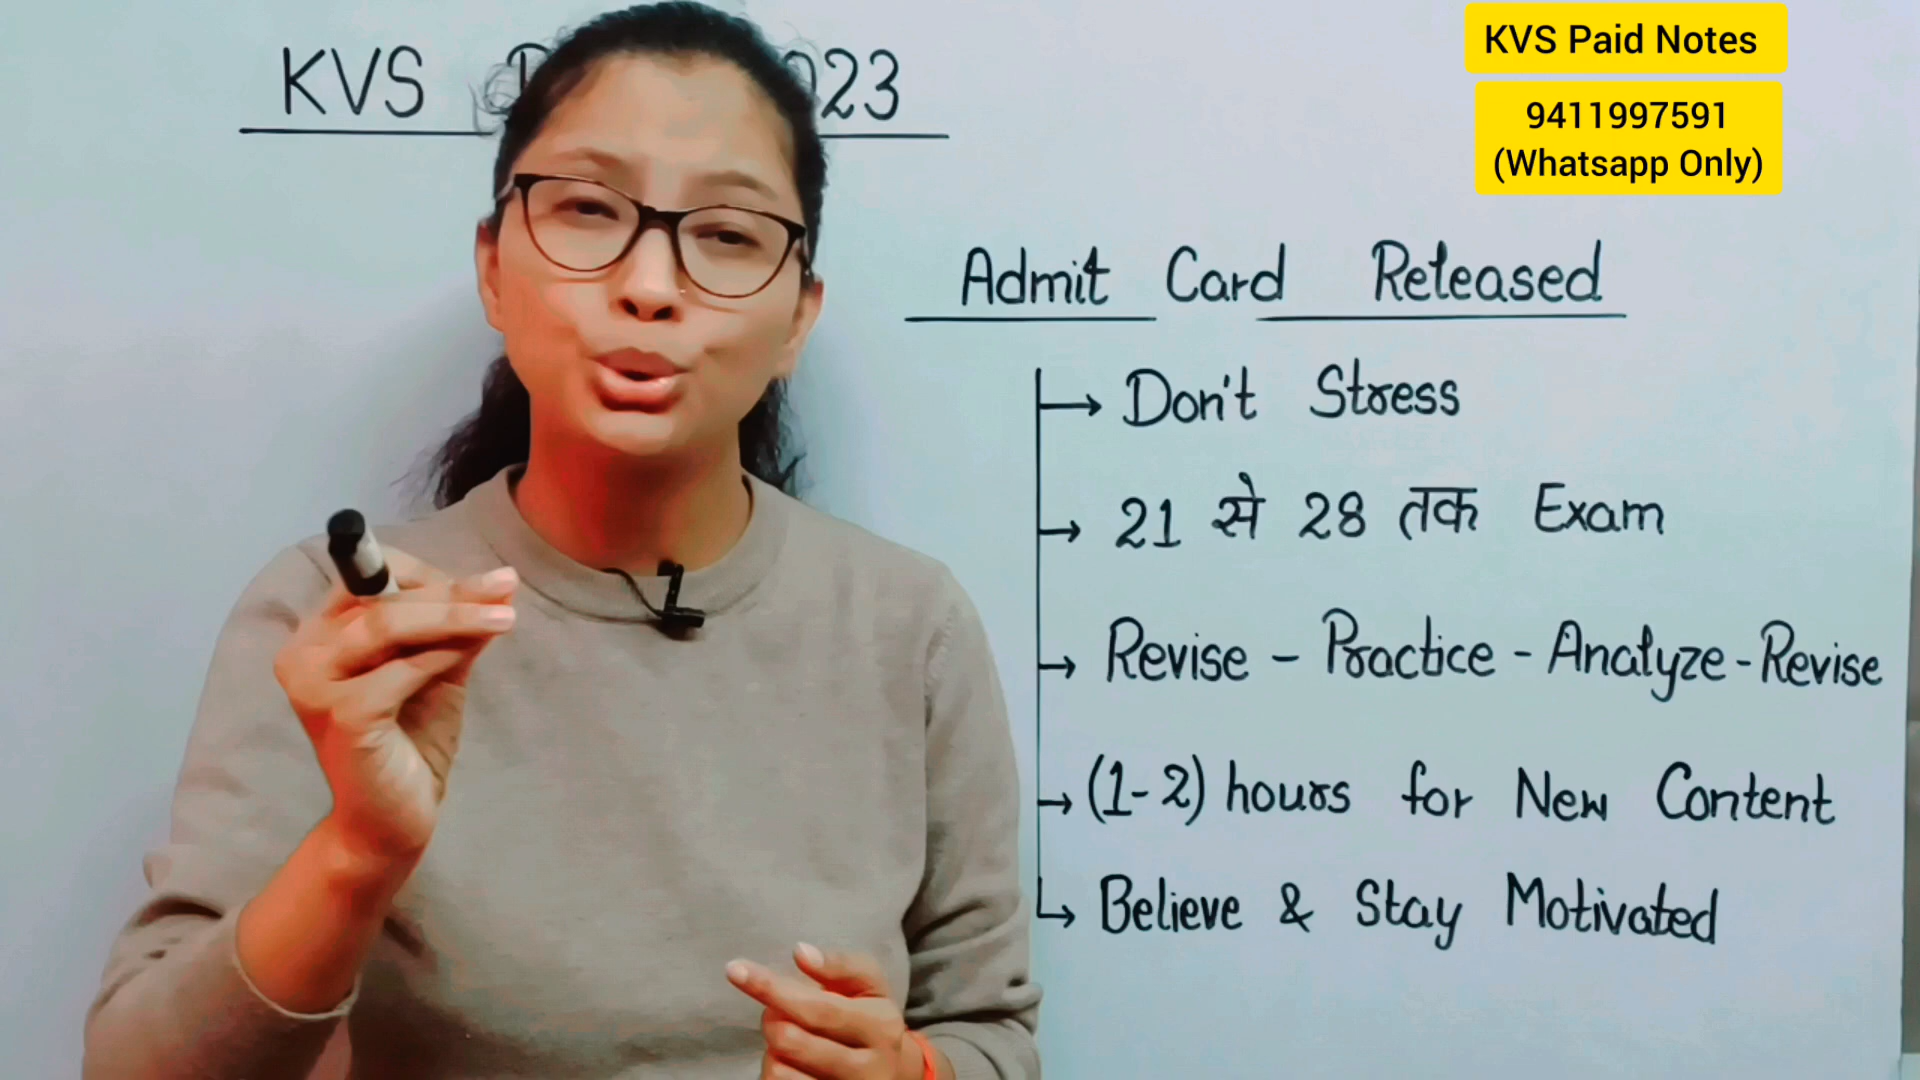 KVS 2023
KVS Paid Notes
9411997591
(Whatsapp Only)
Admit Card Released
Don't Stress
21 से 28 तक Exam
Revise - Practice - Analyze - Revise
(1-2) hours for New Content
Believe & Stay Motivated